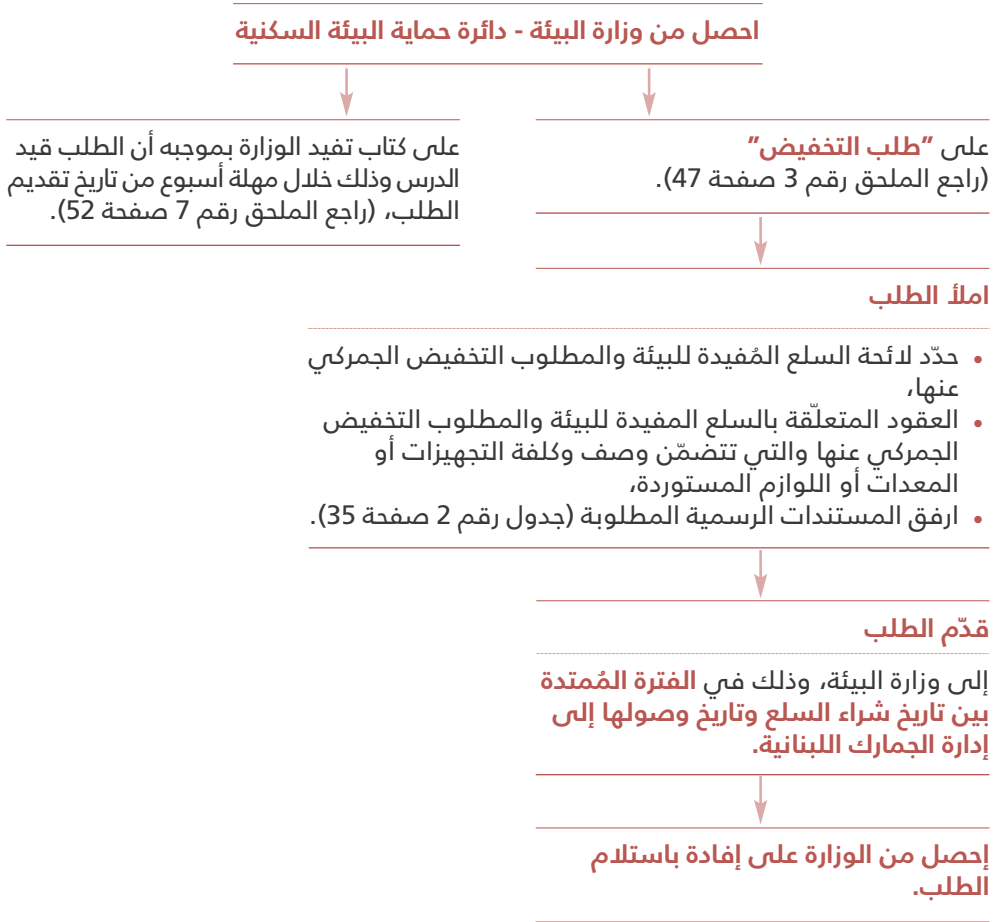 احصل من وزارة البيئة - دائرة حماية البيئة السكنية
على ”طلب التخفيض“
(راجع الملحق رقم 3 صفحة 47).
على كتاب تفيد الوزارة بموجبه أن الطلب قيد
الدرس وذلك خلال مهلة أسبوع من تاريخ تقديم
الطلب، (راجع الملحق رقم 7 صفحة 52).
املأ الطلب
• حدّد لائحة السلع المُفيدة للبيئة والمطلوب التخفيض الجمركي
عنها،
• العقود المتعلّقة بالسلع المفيدة للبيئة والمطلوب التخفيض
الجمركي عنها والتي تتضمّن وصف وكلفة التجهيزات أو
المعدات أو اللوازم المستوردة،
• ارفق المستندات الرسمية المطلوبة (جدول رقم 2 صفحة 35).
قدّم الطلب
إلى وزارة البيئة، وذلك في الفترة المُمتدة
بين تاريخ شراء السلع وتاريخ وصولها إلى
إدارة الجمارك اللبنانية.
إحصل من الوزارة على إفادة باستلام
الطلب.